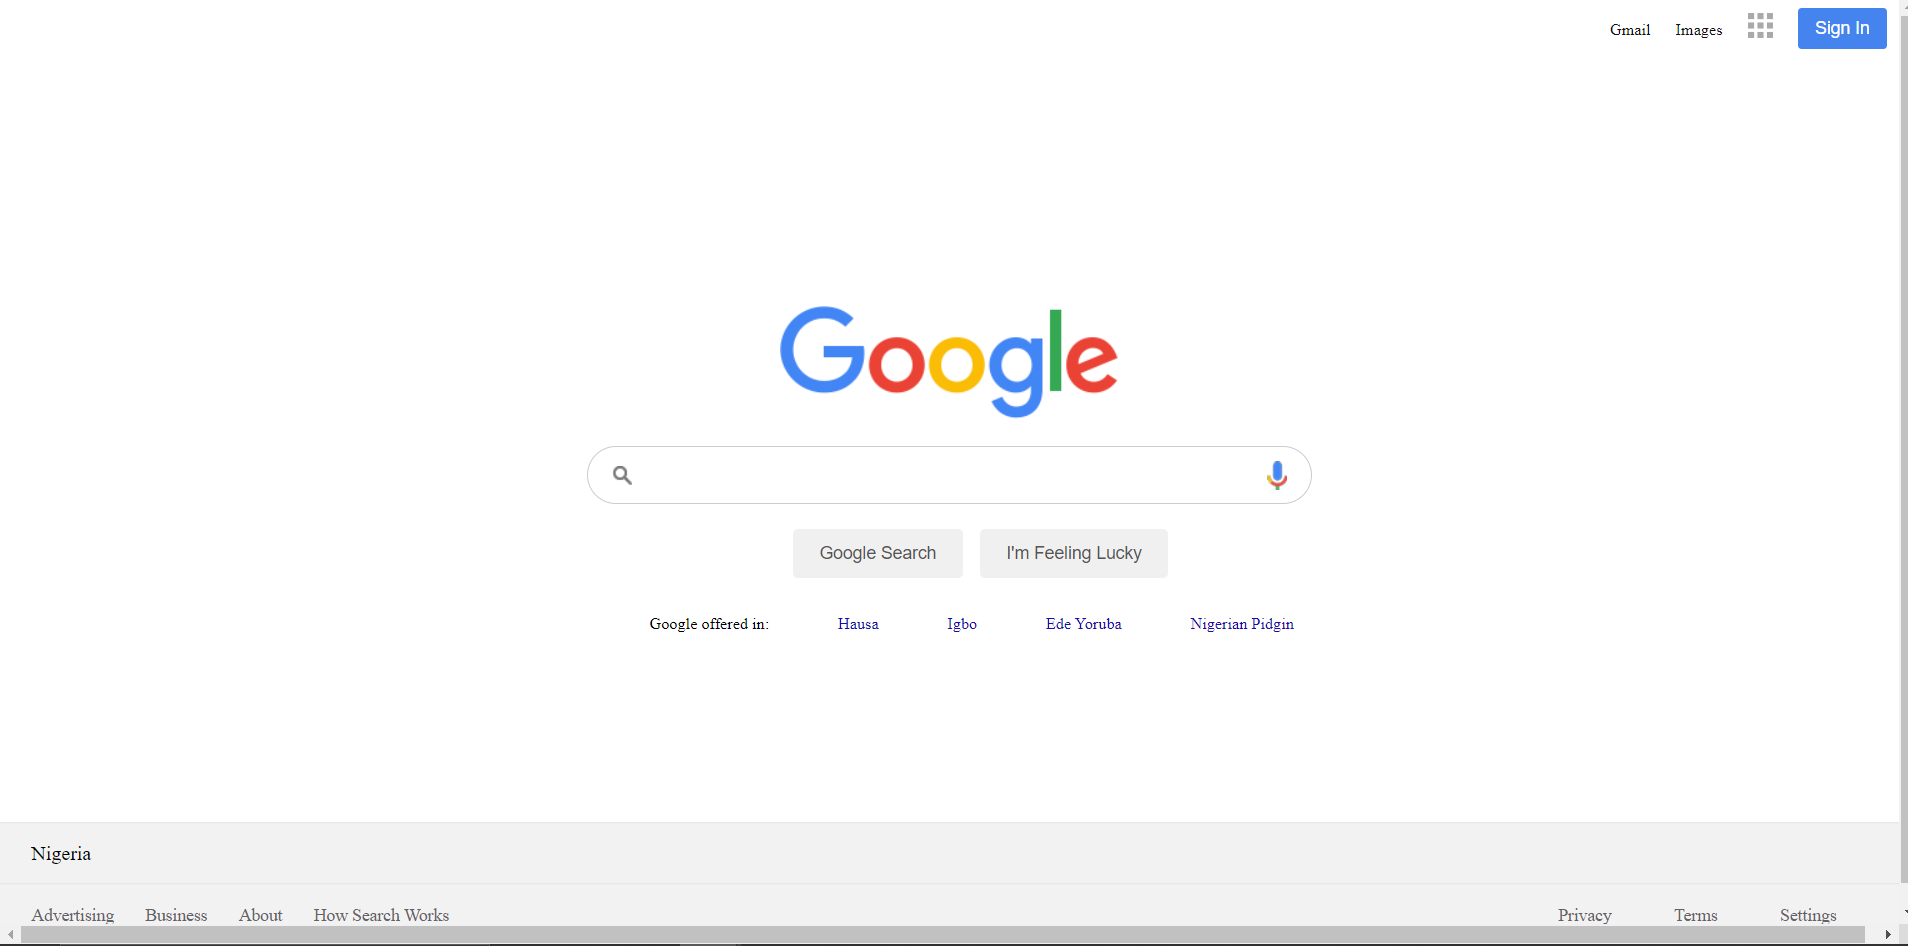 Gmail Images Sign In
Google
Google Search I'm Feeling Lucky
Google offered in: Hausa Igbo Ede Yoruba Nigerian Pidgin
Nigeria
Advertising Business About How Search Works Privacy Terms Settings